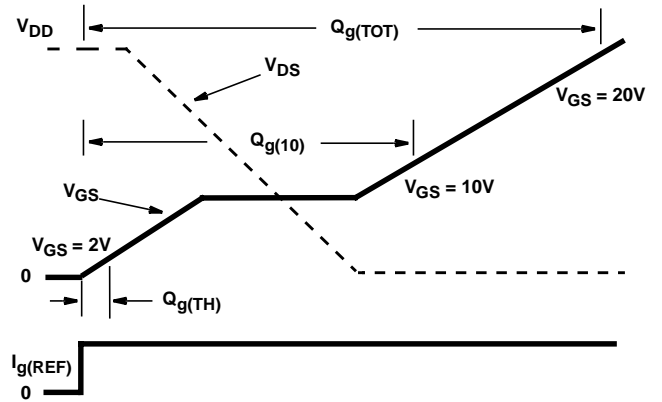 V_DD
Q_g(TOT)
V_DS
V_GS = 20V
Q_g(10)
V_GS
V_GS = 10V
V_GS = 2V
0
Q_g(TH)
I_g(REF)
0